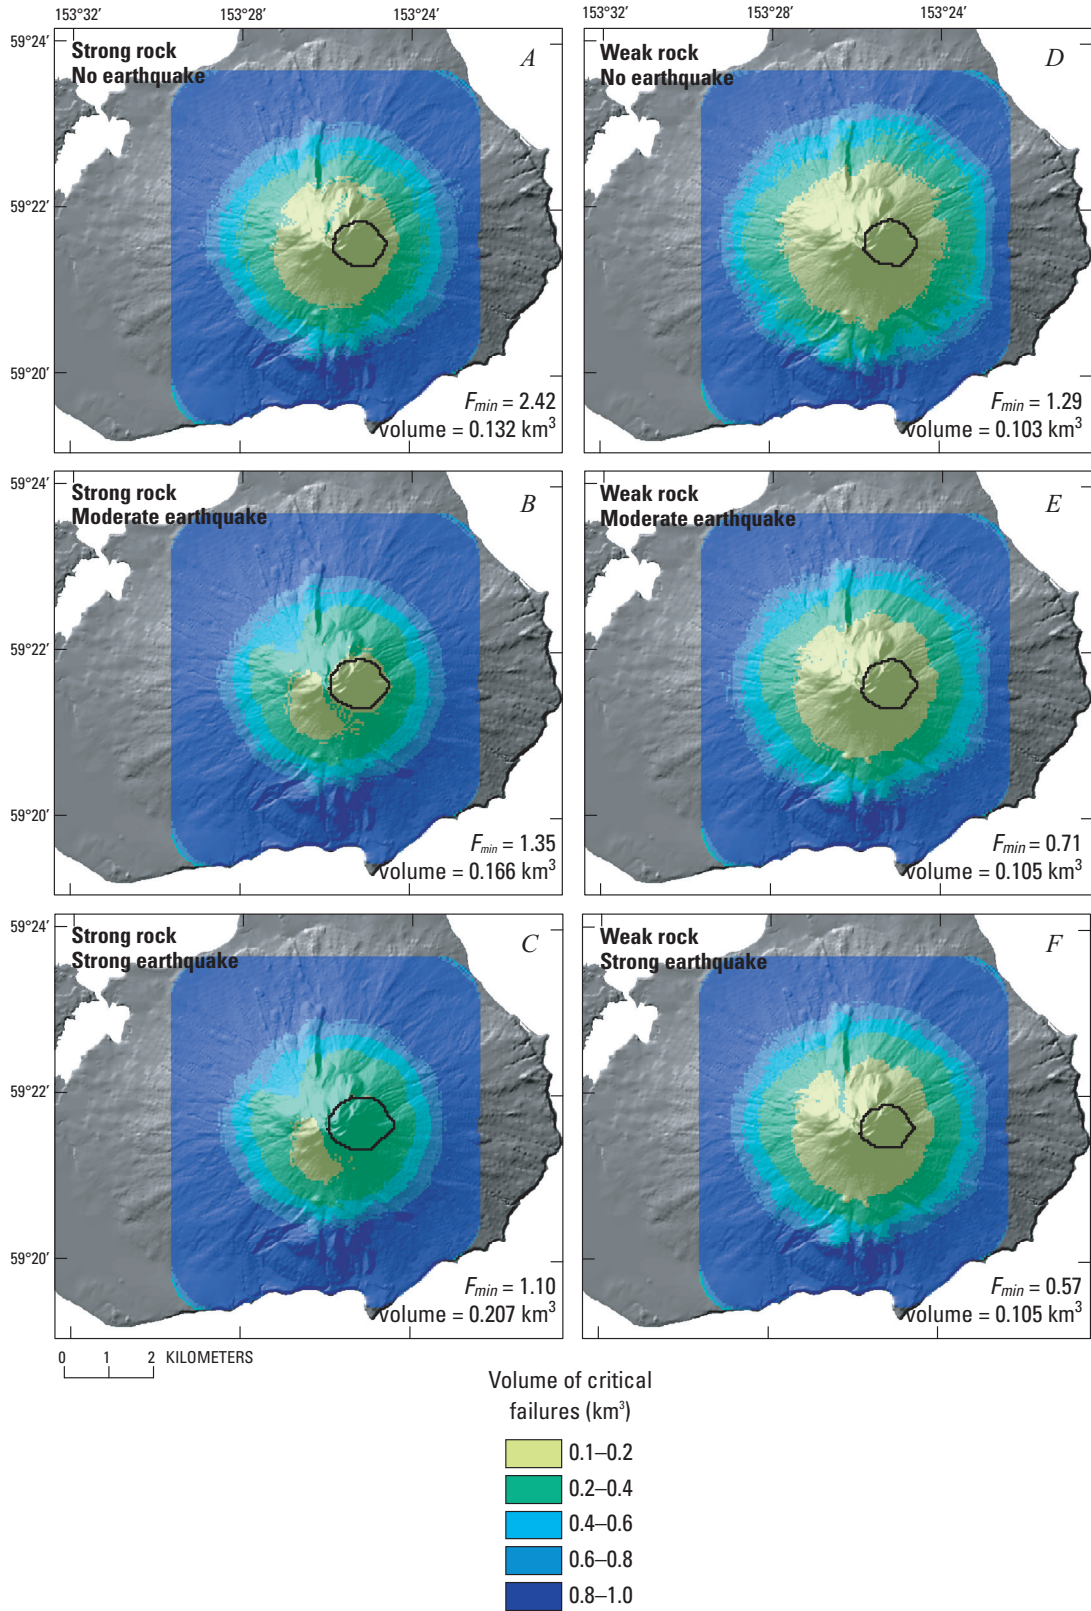 153°32′ 153°28′ 153°24′ 153°32′ 153°28′ 153°24′
59°24′
Strong rock
No earthquake
A
59°22′
59°20′
Fmin = 2.42
volume = 0.132 km³
Weak rock
No earthquake
D
Fmin = 1.29
volume = 0.103 km³
59°24′
Strong rock
Moderate earthquake
B
59°22′
59°20′
Fmin = 1.35
volume = 0.166 km³
Weak rock
Moderate earthquake
E
Fmin = 0.71
volume = 0.105 km³
59°24′
Strong rock
Strong earthquake
C
59°22′
59°20′
Fmin = 1.10
volume = 0.207 km³
Weak rock
Strong earthquake
F
Fmin = 0.57
volume = 0.105 km³
0 1 2 KILOMETERS
Volume of critical
failures (km³)
0.1–0.2
0.2–0.4
0.4–0.6
0.6–0.8
0.8–1.0